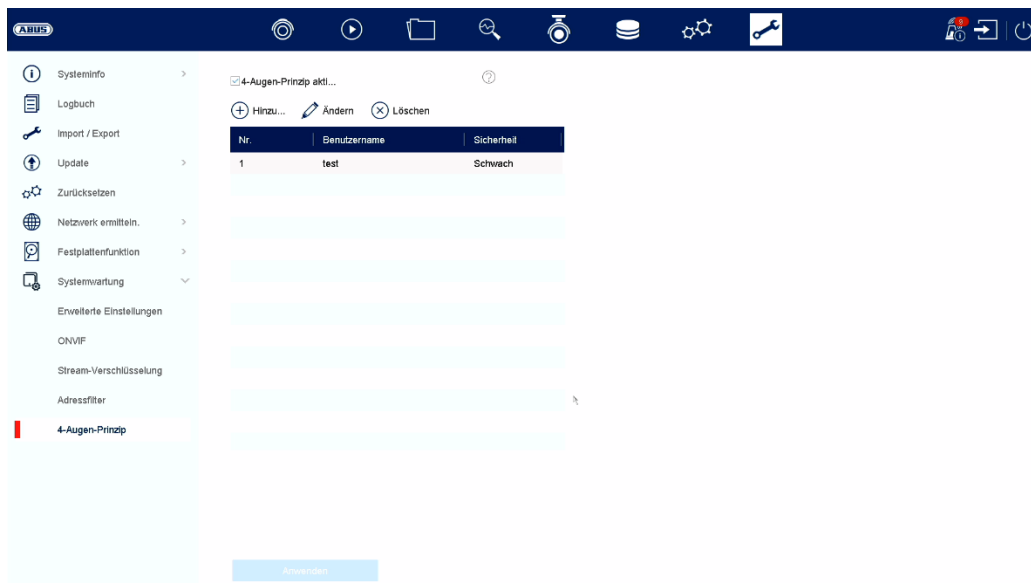 ABUS
9
Systeminfo
Logbuch
Import / Export
Update
Zurücksetzen
Netzwerk ermitteln.
Festplattenfunktion
Systemwartung
Erweiterte Einstellungen
ONVIF
Stream-Verschlüsselung
Adressfilter
4-Augen-Prinzip
4-Augen-Prinzip akti...
Hinzu... Ändern Löschen
Nr. Benutzername Sicherheit
1 test Schwach
Anwenden